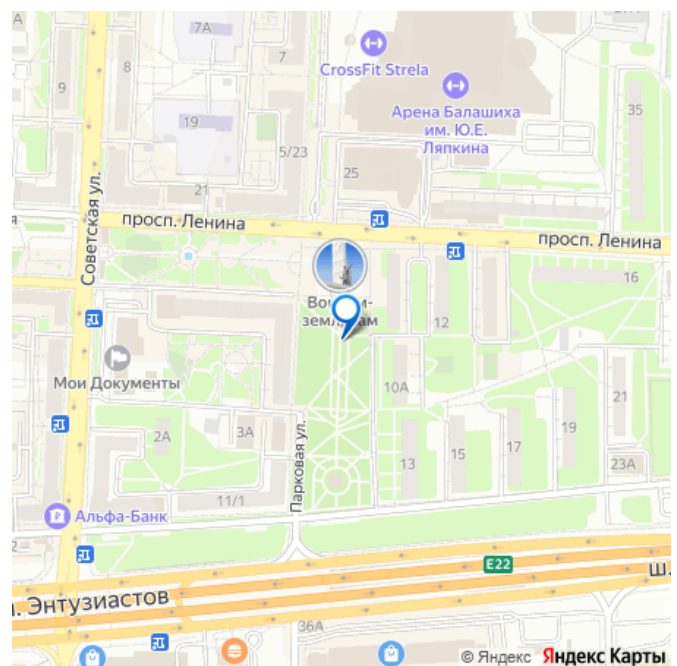 А
7А
7
8
9
CrossFit Strela
Арена Балашиха
им. Ю.Е.
Ляпкина
35
19
5/23
25
21
просп. Ленина
просп. Ленина
Советская ул.
я
16
12
Мои Документы
10А
21
2А
3А
19
17
15
13
23А
Парковая ул.
11/1
Альфа-Банк
2
Е22
Ш.
. Энтузиастов
36А
© Яндекс Яндекс Карты